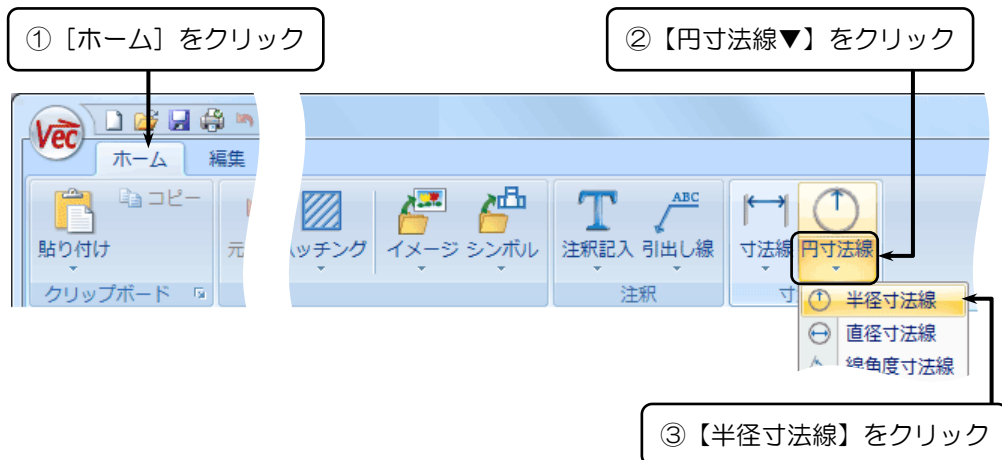 ① [ホーム] をクリック
②【円寸法線▼】をクリック
Vec
ホーム 編集
コピー
ABC
貼り付け 元 ハッチング イメージ シンボル 注釈記入 引出し線 寸法線 円寸法線
クリップボード 注釈 寸
半径寸法線
直径寸法線
線角度寸法線
③【半径寸法線】をクリック